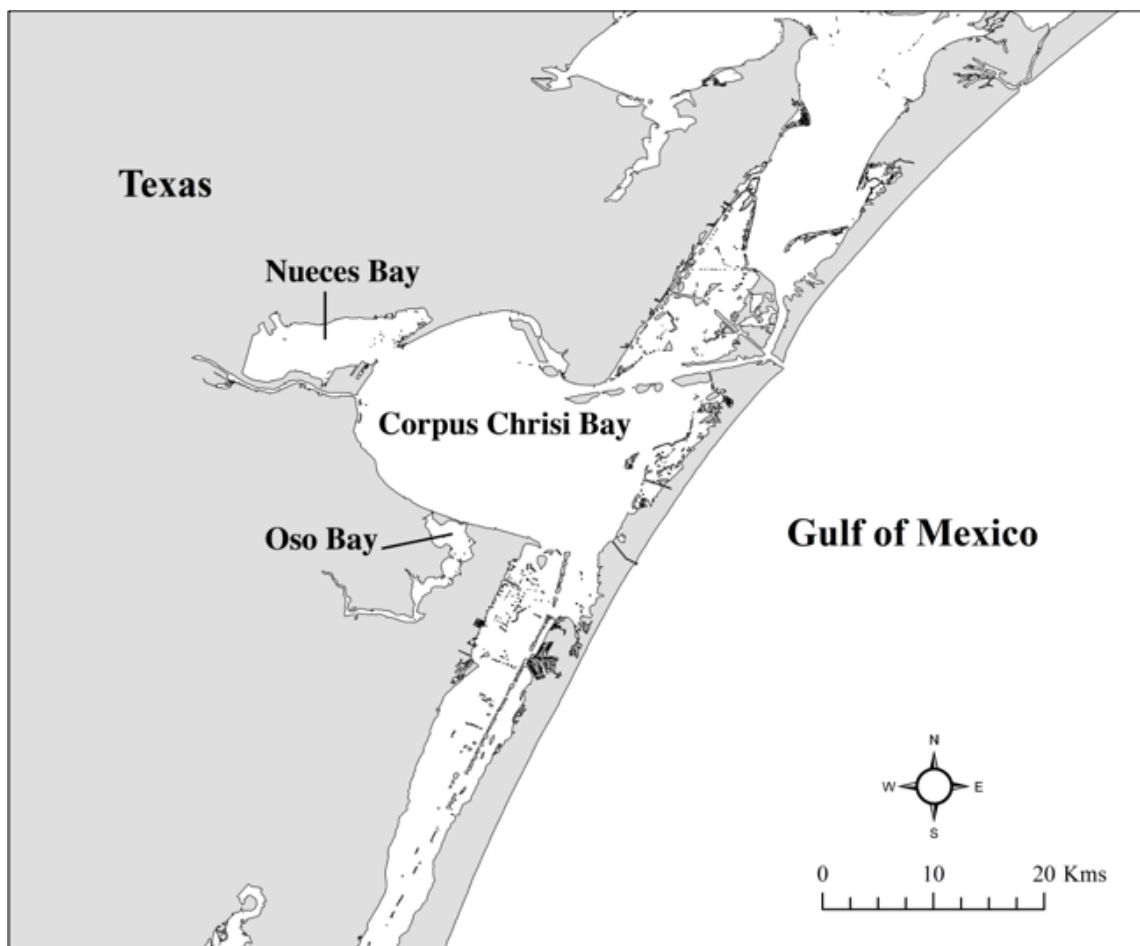 Texas
Nueces Bay
Corpus Chrisi Bay
Oso Bay
Gulf of Mexico
N
W E
S
0 10 20 Kms